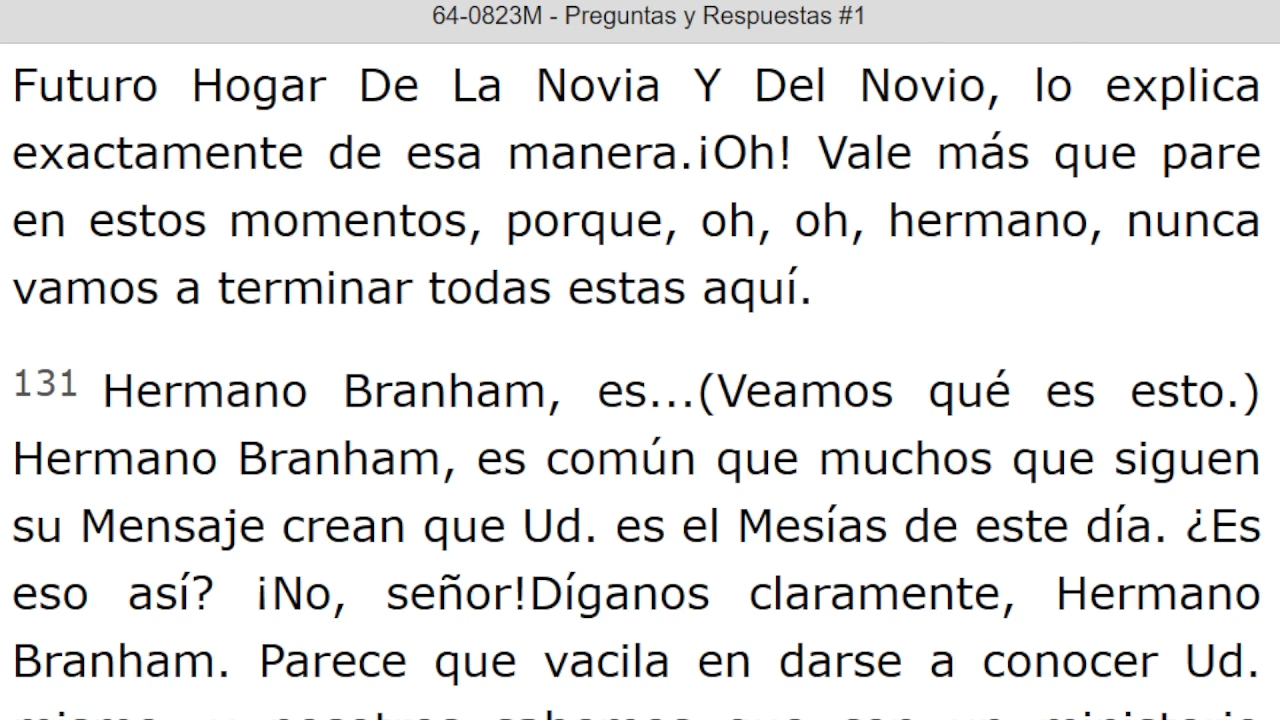 64-0823M - Preguntas y Respuestas #1
Futuro Hogar De La Novia Y Del Novio, lo explica
exactamente de esa manera.¡Oh! Vale más que pare
en estos momentos, porque, oh, oh, hermano, nunca
vamos a terminar todas estas aquí.
131 Hermano Branham, es...(Veamos qué es esto.)
Hermano Branham, es común que muchos que siguen
su Mensaje crean que Ud. es el Mesías de este día. ¿Es
eso así? ¡No, señor!Díganos claramente, Hermano
Branham. Parece que vacila en darse a conocer Ud.